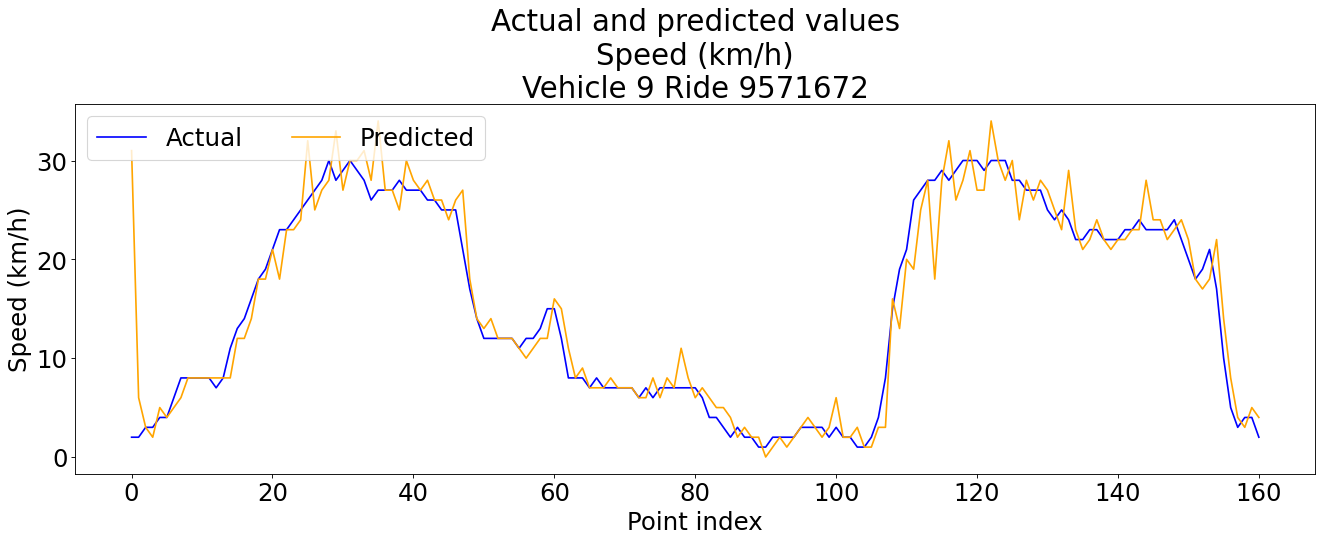 Actual and predicted values
Speed (km/h)
Vehicle 9 Ride 9571672
Actual Predicted
Speed (km/h)
30
20
10
0
0 20 40 60 80 100 120 140 160
Point index